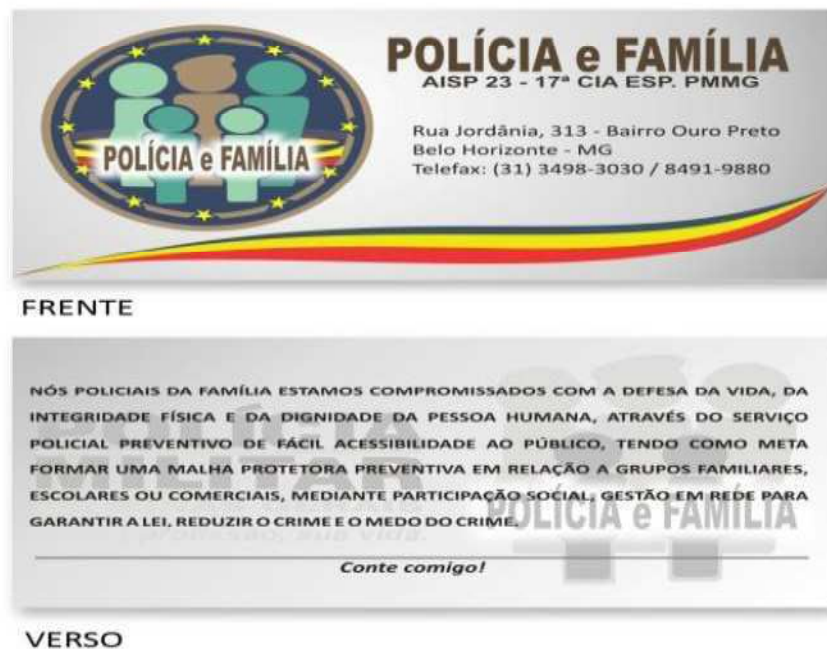 POLÍCIA e FAMÍLIA
POLÍCIA e FAMÍLIA
AISP 23 - 17ª CIA ESP. PMMG
Rua Jordânia, 313 - Bairro Ouro Preto
Belo Horizonte - MG
Telefax: (31) 3498-3030 / 8491-9880
FRENTE
NÓS POLICIAIS DA FAMÍLIA ESTAMOS COMPROMISSADOS COM A DEFESA DA VIDA, DA
INTEGRIDADE FÍSICA E DA DIGNIDADE DA PESSOA HUMANA, ATRAVÉS DO SERVIÇO
POLICIAL PREVENTIVO DE FÁCIL ACESSIBILIDADE AO PÚBLICO, TENDO COMO META
FORMAR UMA MALHA PROTETORA PREVENTIVA EM RELAÇÃO A GRUPOS FAMILIARES,
ESCOLARES OU COMERCIAIS, MEDIANTE PARTICIPAÇÃO SOCIAL, GESTÃO EM REDE PARA
GARANTIR A LEI, REDUZIR O CRIME E O MEDO DO CRIME.
POLÍCIA
MILITAR
sua vida.
POLÍCIA e FAMÍLIA
Conte comigo!
VERSO